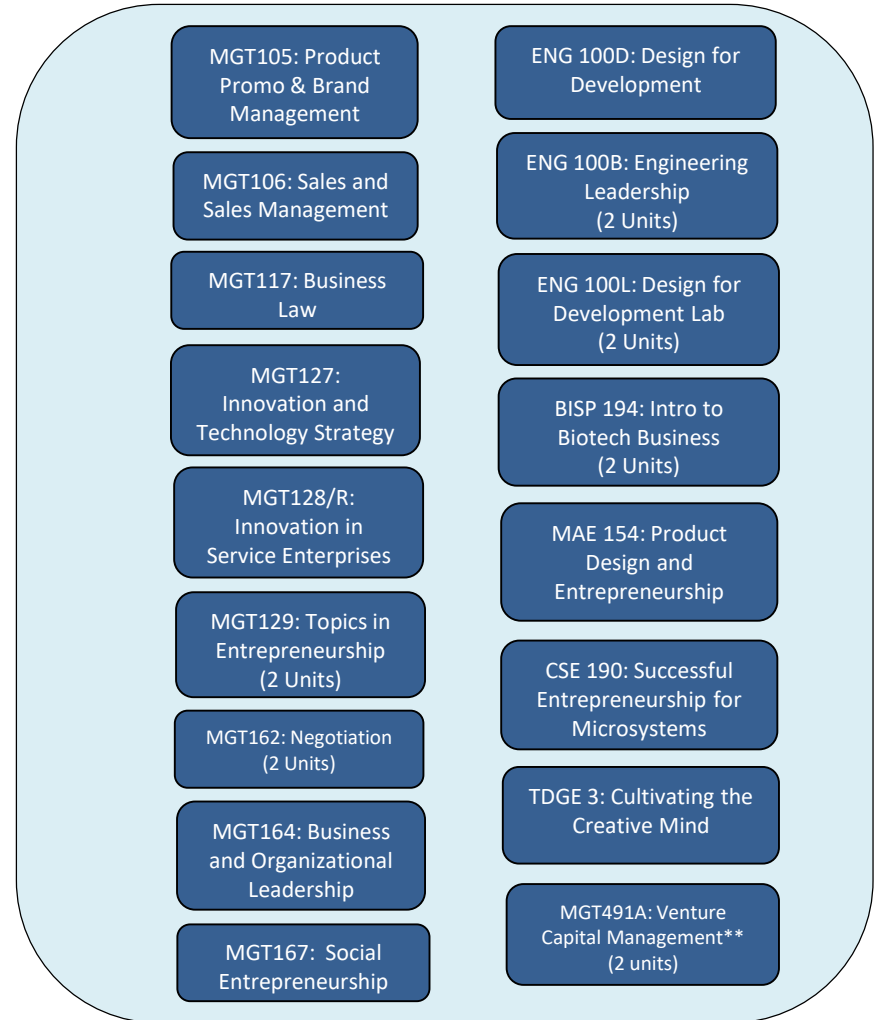 MGT105: Product
Promo & Brand
Management
MGT106: Sales and
Sales Management
MGT117: Business
Law
MGT127:
Innovation and
Technology Strategy
MGT128/R:
Innovation in
Service Enterprises
MGT129: Topics in
Entrepreneurship
(2 Units)
MGT162: Negotiation
(2 Units)
MGT164: Business
and Organizational
Leadership
MGT167: Social
Entrepreneurship
ENG 100D: Design for
Development
ENG 100B: Engineering
Leadership
(2 Units)
ENG 100L: Design for
Development Lab
(2 Units)
BISP 194: Intro to
Biotech Business
(2 Units)
MAE 154: Product
Design and
Entrepreneurship
CSE 190: Successful
Entrepreneurship for
Microsystems
TDGE 3: Cultivating the
Creative Mind
MGT491A: Venture
Capital Management**
(2 units)